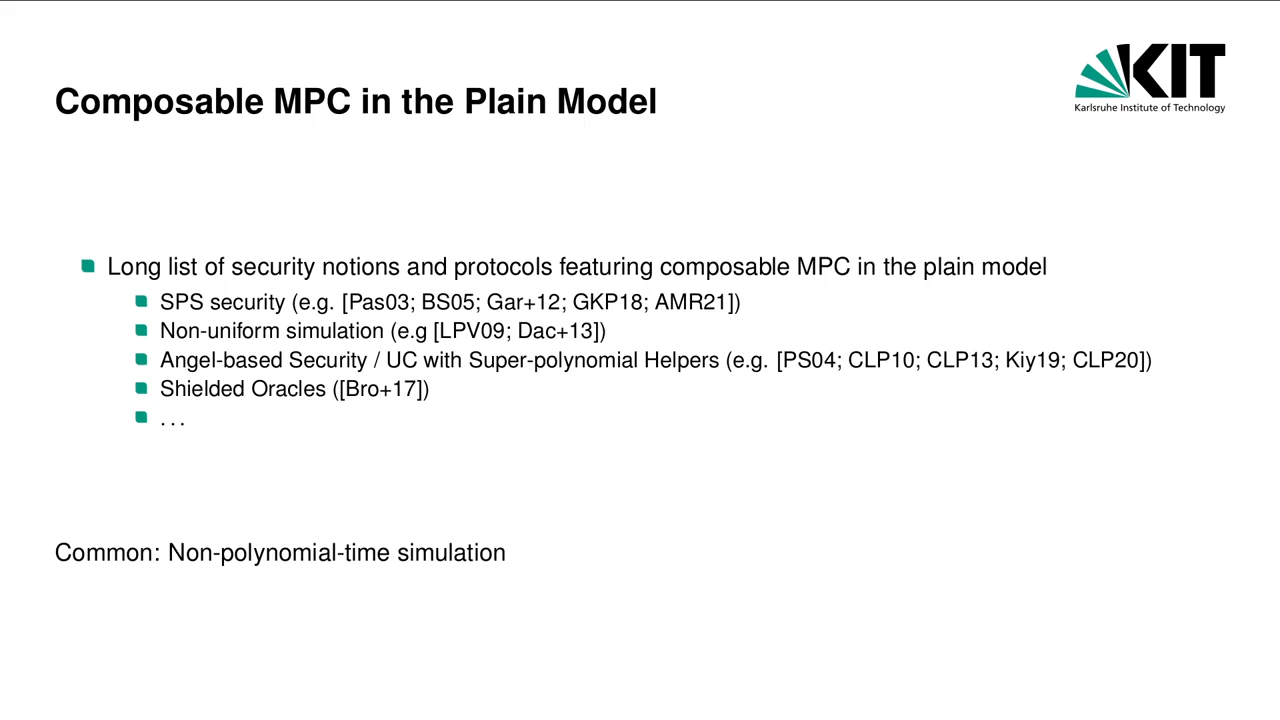 KIT
Karlsruhe Institute of Technology
Composable MPC in the Plain Model
Long list of security notions and protocols featuring composable MPC in the plain model
SPS security (e.g. [Pas03; BS05; Gar+12; GKP18; AMR21])
Non-uniform simulation (e.g [LPV09; Dac+13])
Angel-based Security / UC with Super-polynomial Helpers (e.g. [PS04; CLP10; CLP13; Kiy19; CLP20])
Shielded Oracles ([Bro+17])
...
Common: Non-polynomial-time simulation